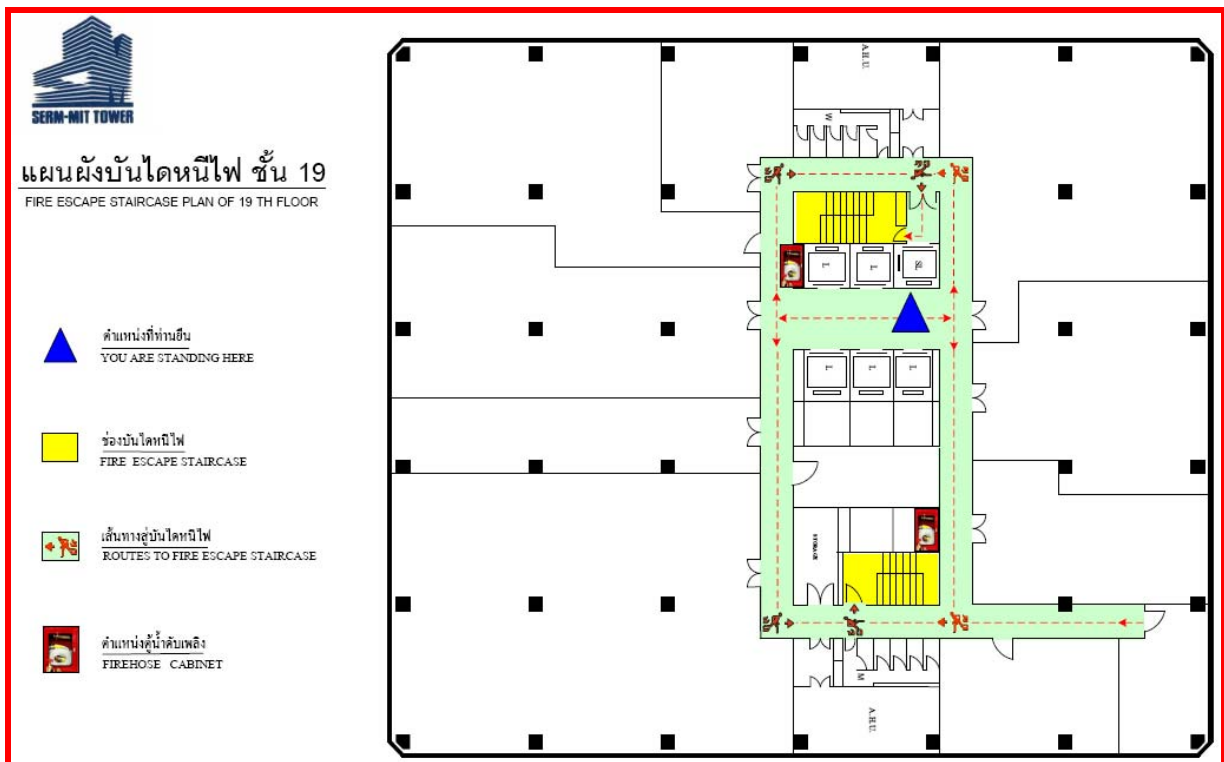 SERM-MIT TOWER
แผนผังบันไดหนีไฟ ชั้น 19
FIRE ESCAPE STAIRCASE PLAN OF 19 TH FLOOR
ตำแหน่งที่ท่านยืน
YOU ARE STANDING HERE
ช่องบันไดหนีไฟ
FIRE ESCAPE STAIRCASE
เส้นทางสู่บันไดหนีไฟ
ROUTES TO FIRE ESCAPE STAIRCASE
ตำแหน่งตู้น้ำดับเพลิง
FIREHOSE CABINET
A.H.U.
W
L
L
SL
L
L
L
STORAGE
M
A.H.U.